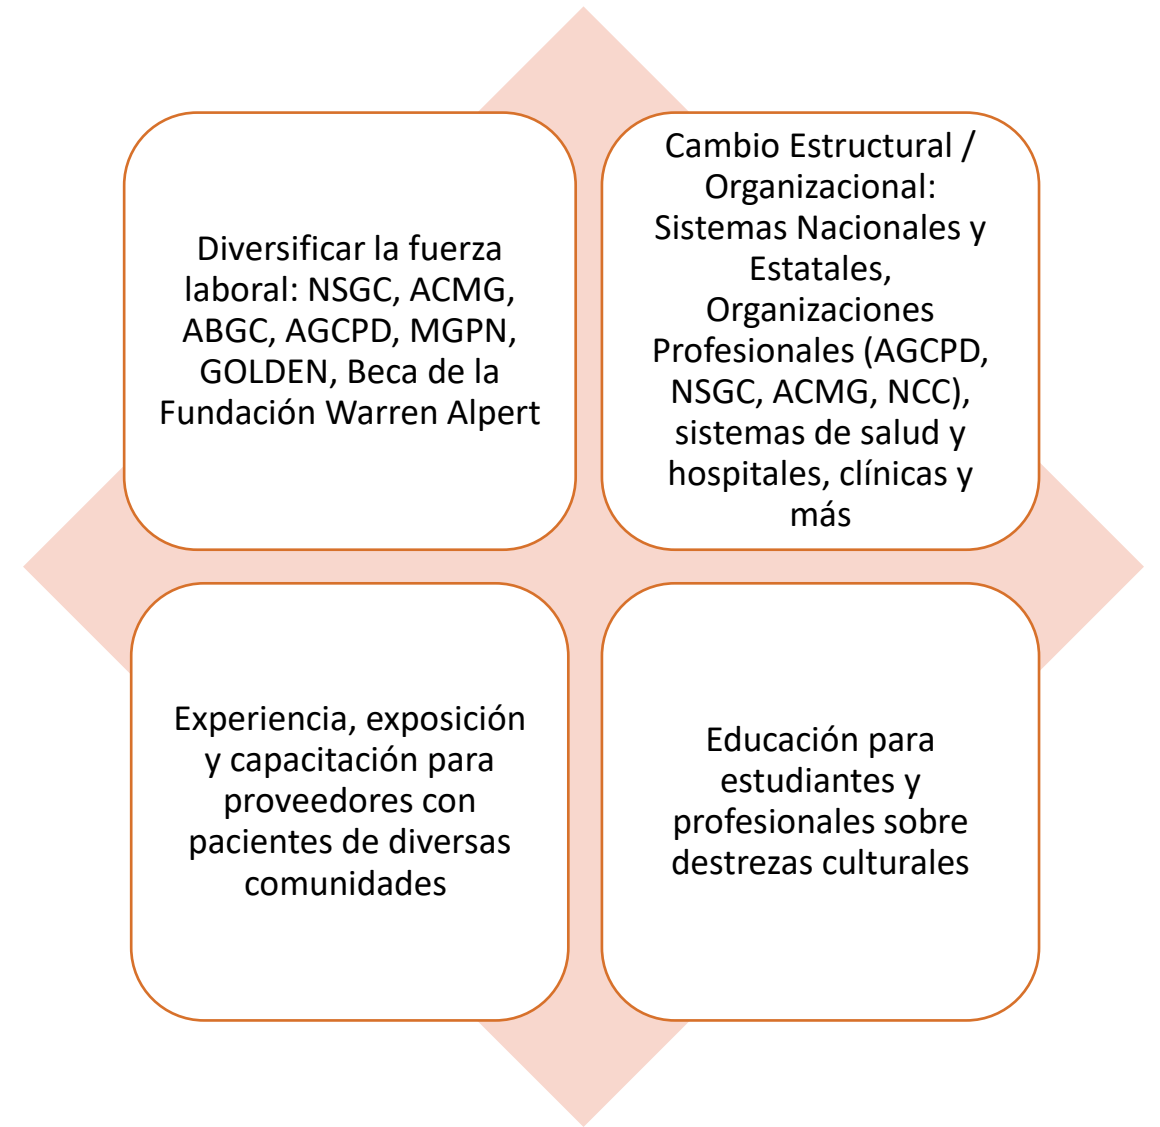 Diversificar la fuerza
laboral: NSGC, ACMG,
ABGC, AGCPD, MGPN,
GOLDEN, Beca de la
Fundación Warren Alpert
Cambio Estructural /
Organizacional:
Sistemas Nacionales y
Estatales,
Organizaciones
Profesionales (AGCPD,
NSGC, ACMG, NCC),
sistemas de salud y
hospitales, clínicas y
más
Experiencia, exposición
y capacitación para
proveedores con
pacientes de diversas
comunidades
Educación para
estudiantes y
profesionales sobre
destrezas culturales